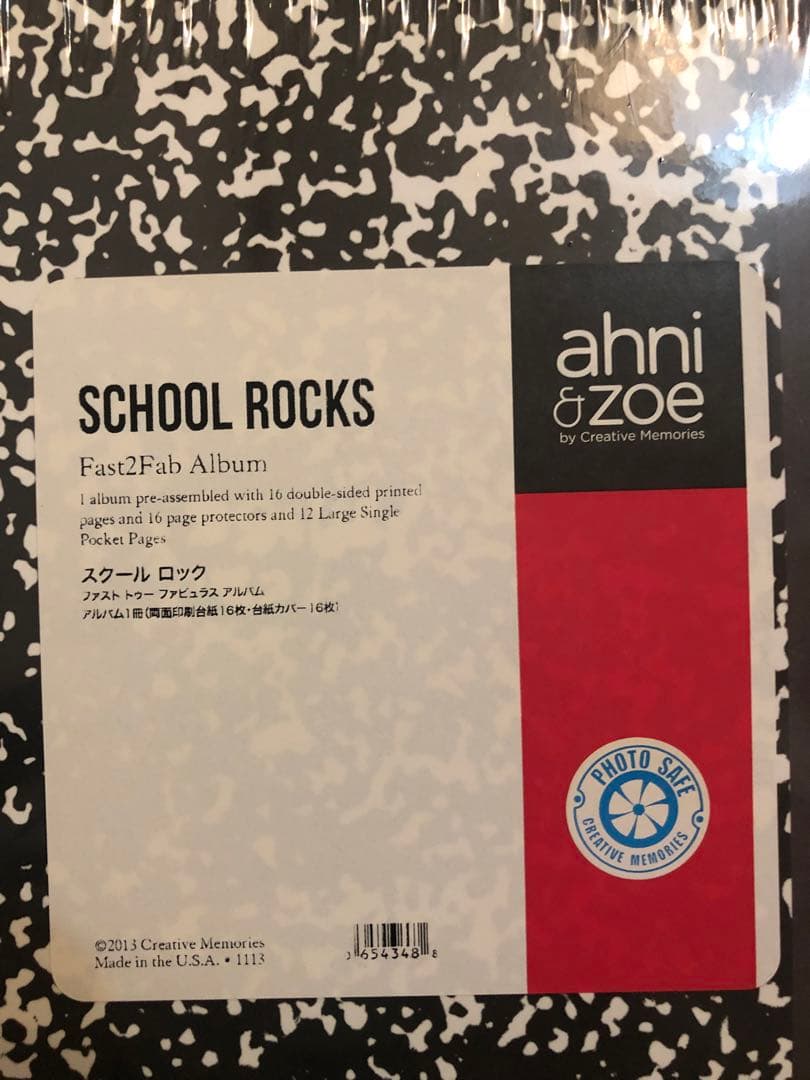 ahni
& zoe
by Creative Memories
SCHOOL ROCKS
Fast2Fab Album
1 album pre-assembled with 16 double-sided printed
pages and 16 page protectors and 12 Large Single
Pocket Pages
スクール ロック
ファスト トゥー ファビュラス アルバム
アルバム1冊(両面印刷台紙16枚・台紙カバー16枚)
PHOTO SAFE
CREATIVE MEMORIES
©2013 Creative Memories
Made in the U.S.A. • 1113
654348 8